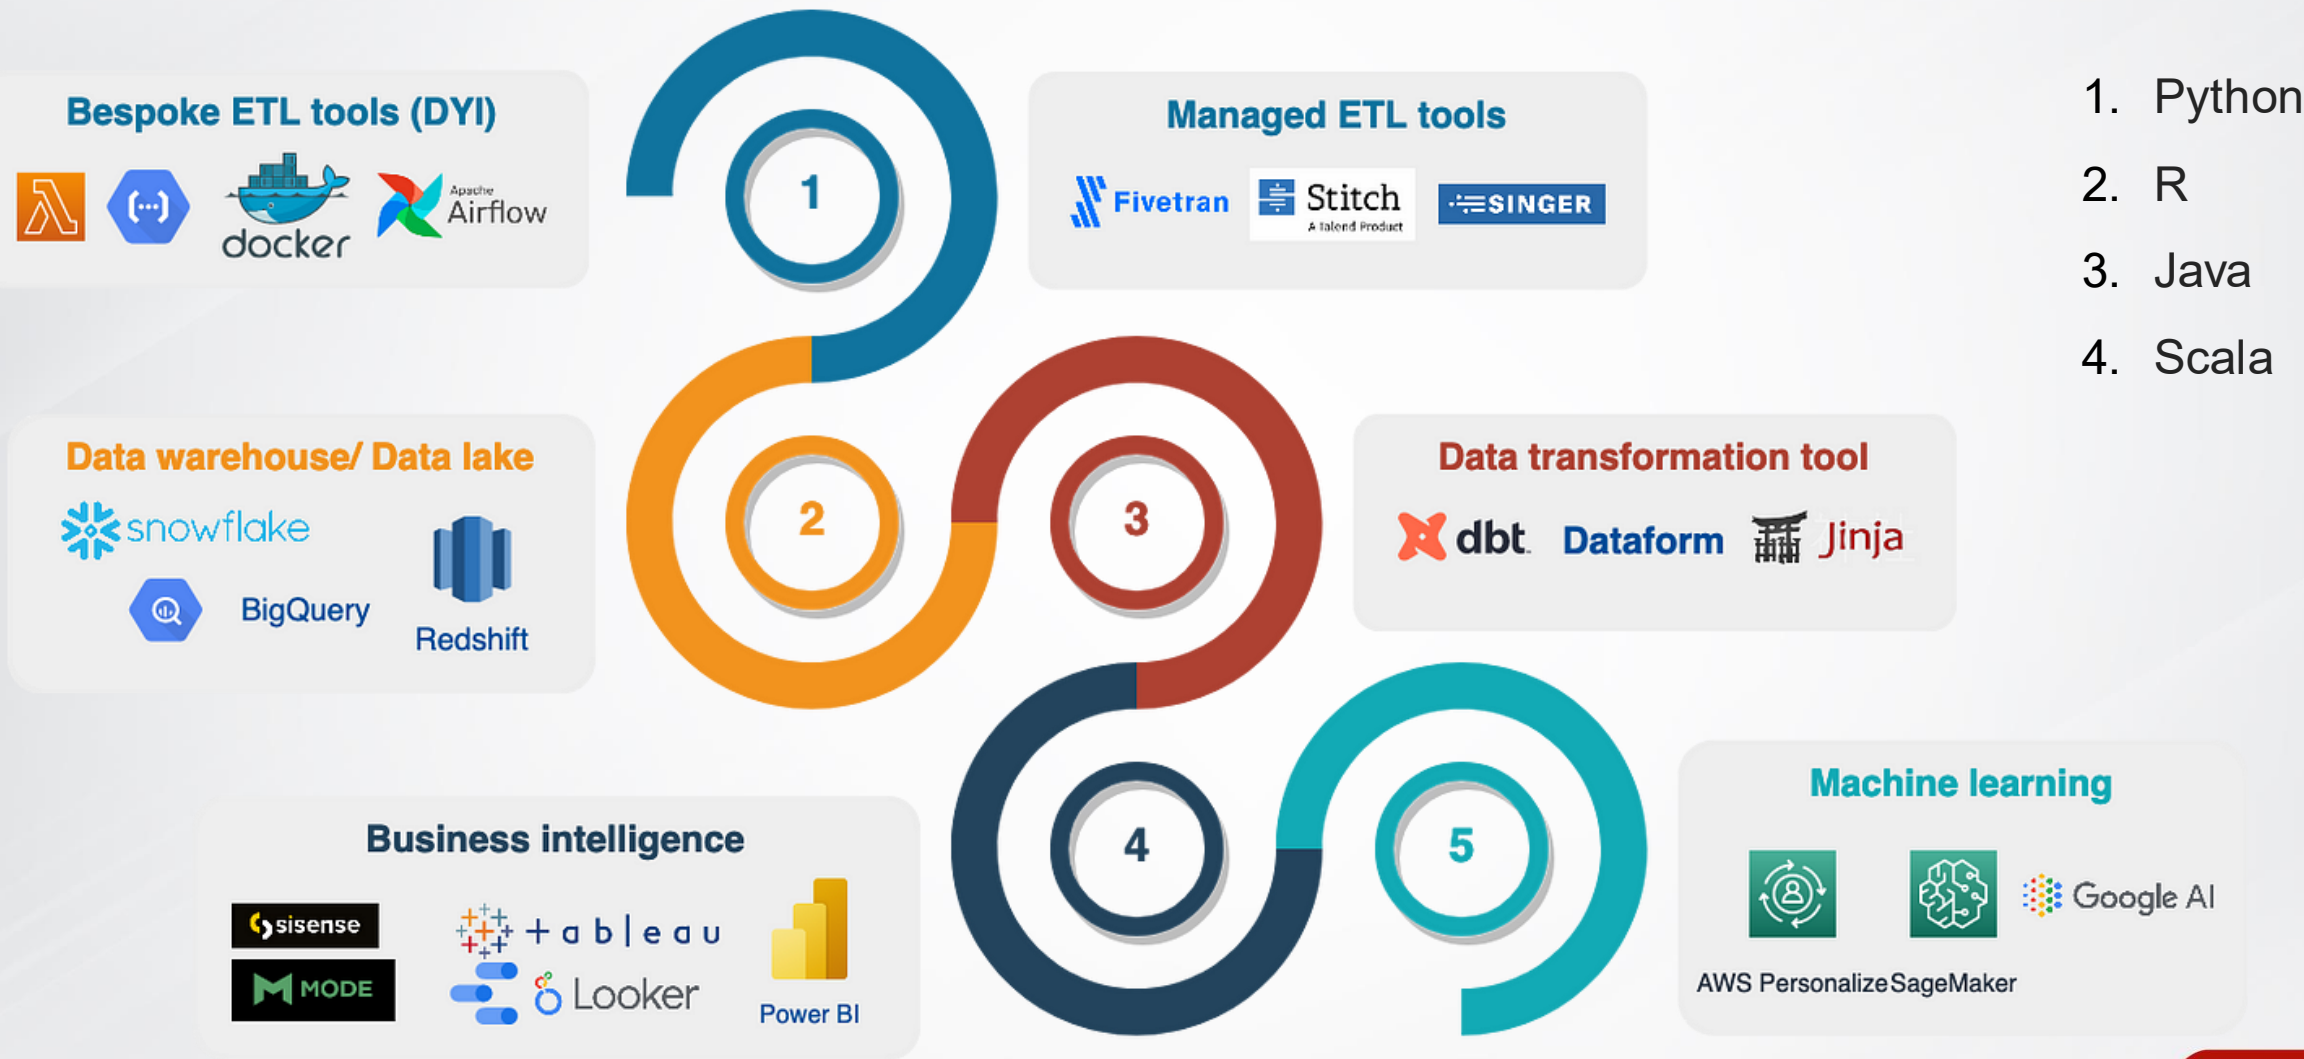 Bespoke ETL tools (DYI)
docker
Apache
Airflow
1
Managed ETL tools
Fivetran
Stitch
A Talend Product
SINGER
1. Python
2. R
3. Java
4. Scala
Data warehouse/ Data lake
snowflake
BigQuery
Redshift
2
3
Data transformation tool
dbt
Dataform
Jinja
Business intelligence
sisense
MODE
+ableau
Looker
Power BI
4
5
Machine learning
Google AI
AWS Personalize
SageMaker